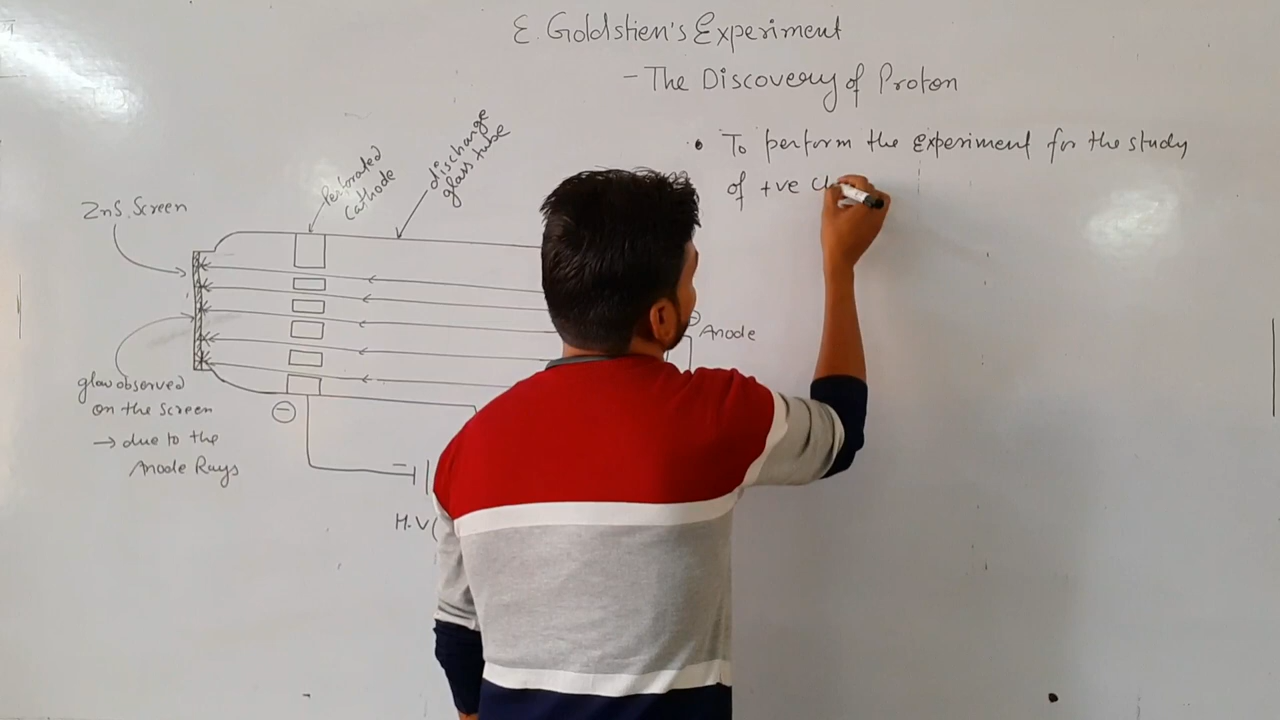 E. Goldstien's Experiment
- The Discovery of Proton
• To perform the experiment for the study
of +ve
discharge
glass tube
Perforated
Cathode
ZnS Screen
Anode
glow observed
on the screen
→ due to the
Anode Rays
−
−
H.V(